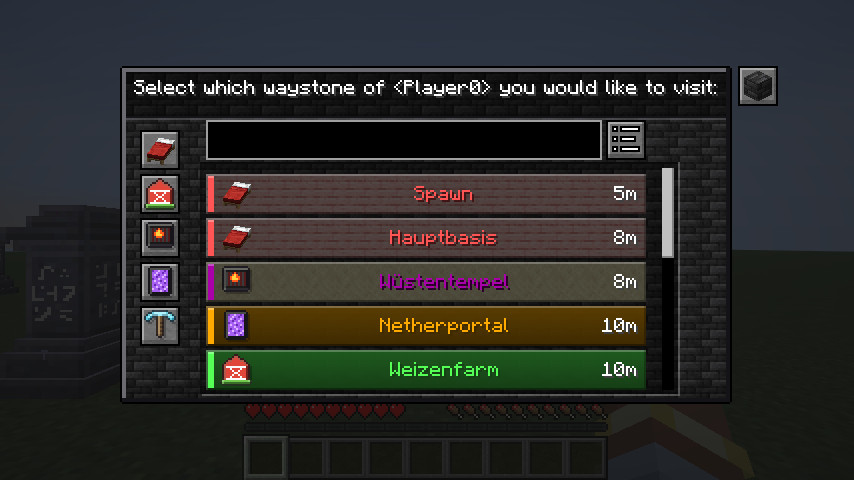 Select which waystone of <Player0> you would like to visit:
Spawn 5m
Hauptbasis 8m
Wüstentempel 8m
Netherportal 10m
Weizenfarm 10m